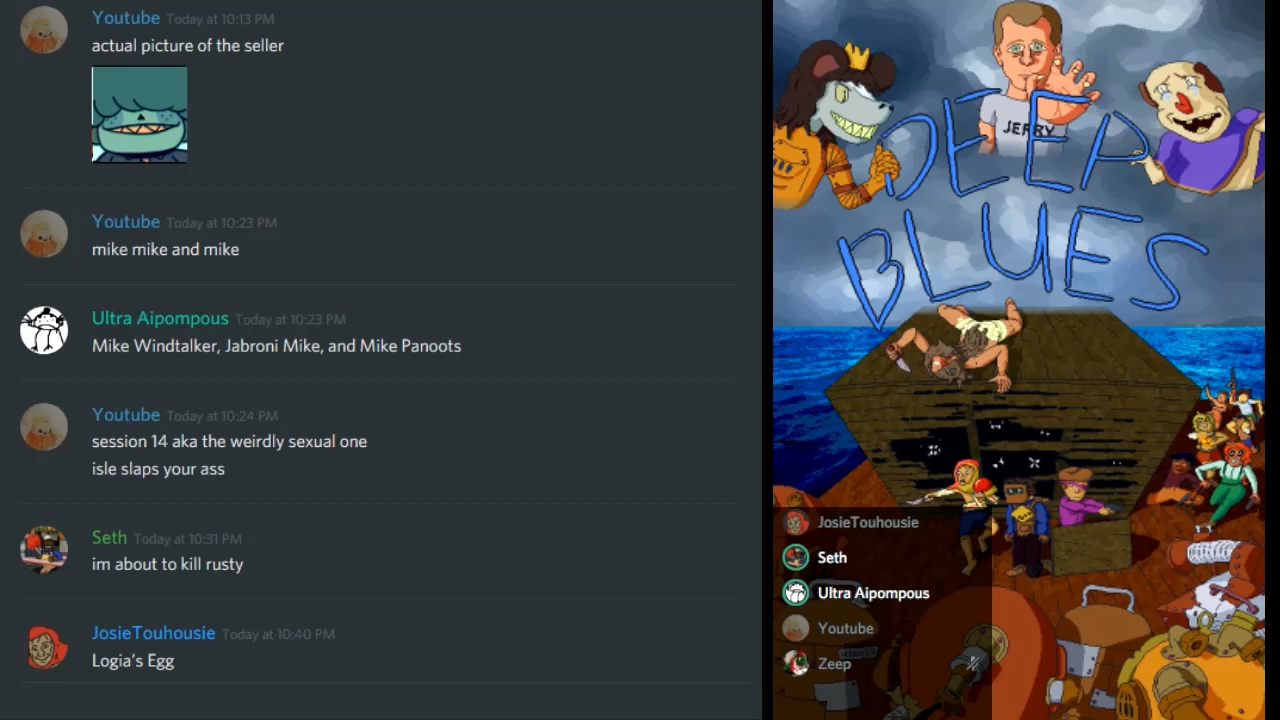 Youtube Today at 10:13 PM
actual picture of the seller
Youtube Today at 10:23 PM
mike mike and mike
Ultra Aipompous Today at 10:23 PM
Mike Windtalker, Jabroni Mike, and Mike Panoots
Youtube Today at 10:24 PM
session 14 aka the weirdly sexual one
isle slaps your ass
Seth Today at 10:31 PM
im about to kill rusty
JosieTouhousie Today at 10:40 PM
Logia's Egg
JERRY
DEEP
BLUES
JosieTouhousie
Seth
Ultra Aipompous
Youtube
Zeep